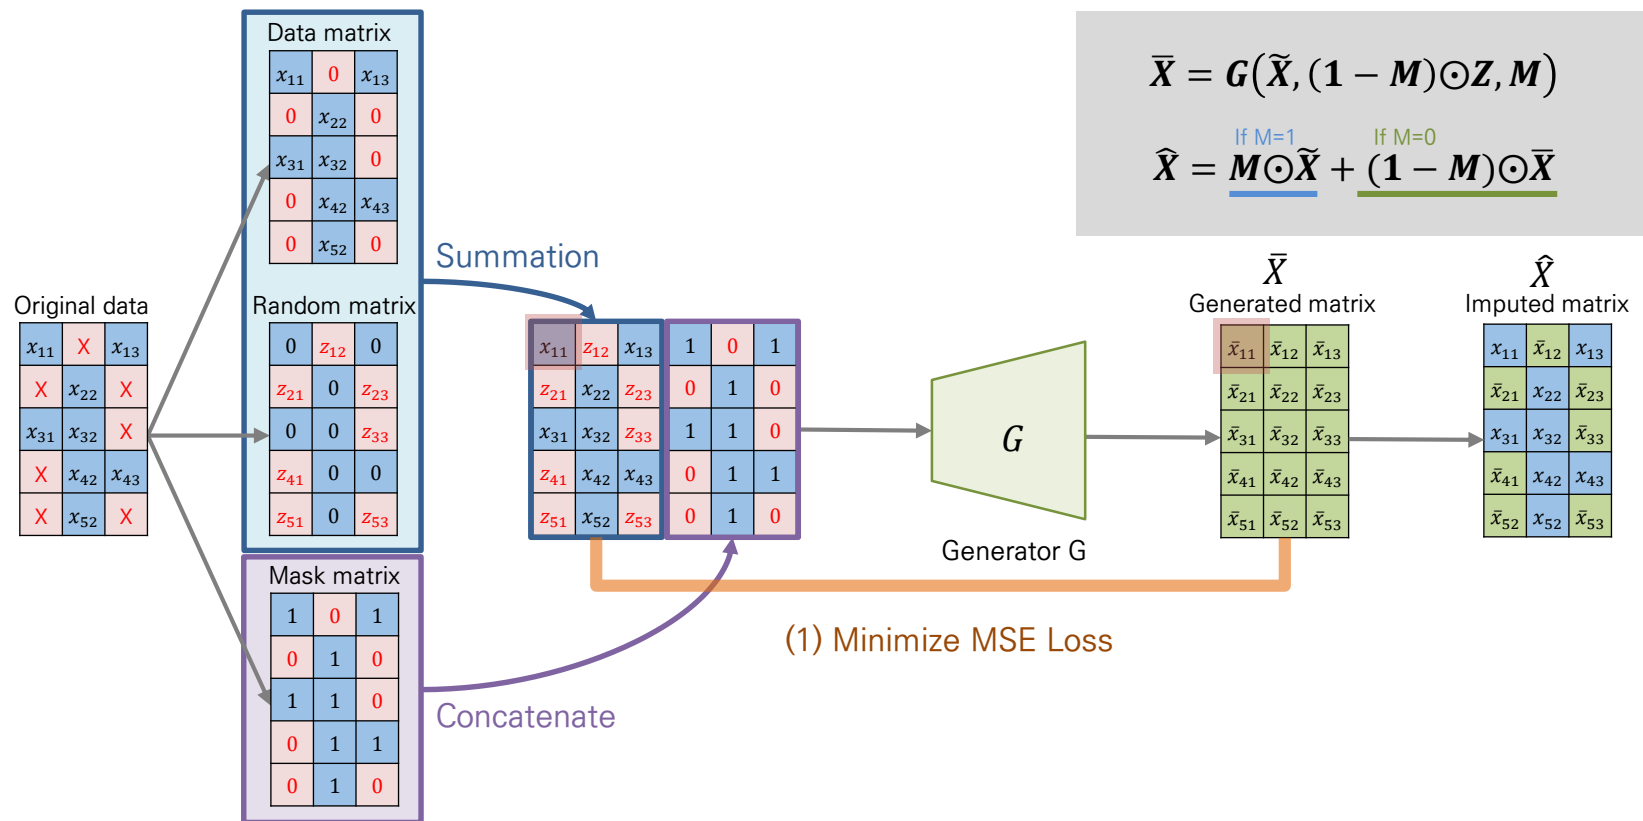 Data matrix
x₁₁ 0 x₁₃
0 x₂₂ 0
x₃₁ x₃₂ 0
0 x₄₂ x₄₃
0 x₅₂ 0
X̅ = G(X̃, (1 − M)⊙Z, M)
If M=1 If M=0
X̂ = M⊙X̃ + (1 − M)⊙X̅
Summation
Original data
x₁₁ X x₁₃
X x₂₂ X
x₃₁ x₃₂ X
X x₄₂ x₄₃
X x₅₂ X
Random matrix
0 z₁₂ 0
z₂₁ 0 z₂₃
0 0 z₃₃
z₄₁ 0 0
z₅₁ 0 z₅₃
x₁₁ z₁₂ x₁₃ 1 0 1
z₂₁ x₂₂ z₂₃ 0 1 0
x₃₁ x₃₂ z₃₃ 1 1 0
z₄₁ x₄₂ x₄₃ 0 1 1
z₅₁ x₅₂ z₅₃ 0 1 0
G
Generator G
X̅
Generated matrix
x̅₁₁ x̅₁₂ x̅₁₃
x̅₂₁ x̅₂₂ x̅₂₃
x̅₃₁ x̅₃₂ x̅₃₃
x̅₄₁ x̅₄₂ x̅₄₃
x̅₅₁ x̅₅₂ x̅₅₃
X̂
Imputed matrix
x₁₁ x̅₁₂ x₁₃
x̅₂₁ x₂₂ x̅₂₃
x₃₁ x₃₂ x̅₃₃
x̅₄₁ x₄₂ x₄₃
x̅₅₂ x₅₂ x̅₅₃
Mask matrix
1 0 1
0 1 0
1 1 0
0 1 1
0 1 0
(1) Minimize MSE Loss
Concatenate